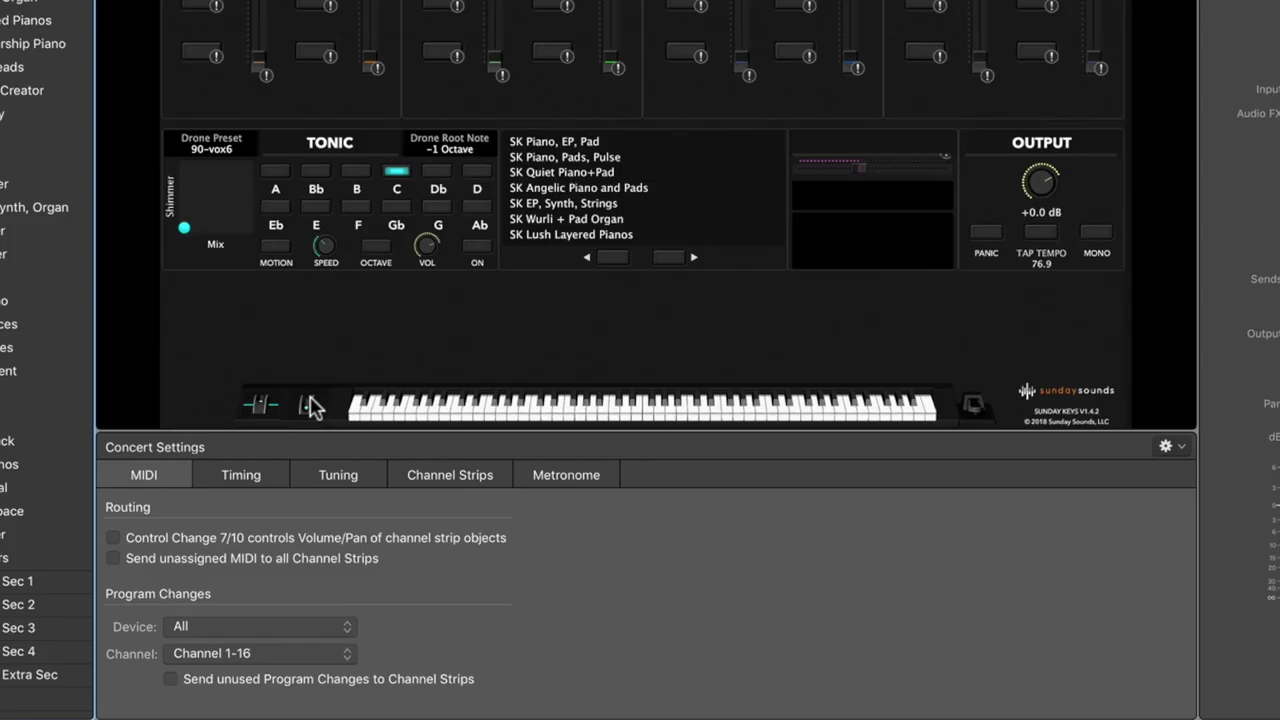 ed Pianos
rship Piano
eads
Creator
ynth, Organ
Sec 1
Sec 2
Sec 3
Sec 4
Extra Sec
Drone Preset
90-vox6
TONIC
Drone Root Note
-1 Octave
Shimmer
Mix
A Bb B C Db D
Eb E F Gb G Ab
MOTION SPEED OCTAVE VOL ON
SK Piano, EP, Pad
SK Piano, Pads, Pulse
SK Quiet Piano+Pad
SK Angelic Piano and Pads
SK EP, Synth, Strings
SK Wurli + Pad Organ
SK Lush Layered Pianos
OUTPUT
+0.0 dB
PANIC TAP TEMPO MONO
76.9
sundaysounds
SUNDAY KEYS V1.4.2
© 2018 Sunday Sounds, LLC
Concert Settings
MIDI Timing Tuning Channel Strips Metronome
Routing
Control Change 7/10 controls Volume/Pan of channel strip objects
Send unassigned MIDI to all Channel Strips
Program Changes
Device: All
Channel: Channel 1-16
Send unused Program Changes to Channel Strips
Input
Audio FX
Sends
Output
Pan
dB